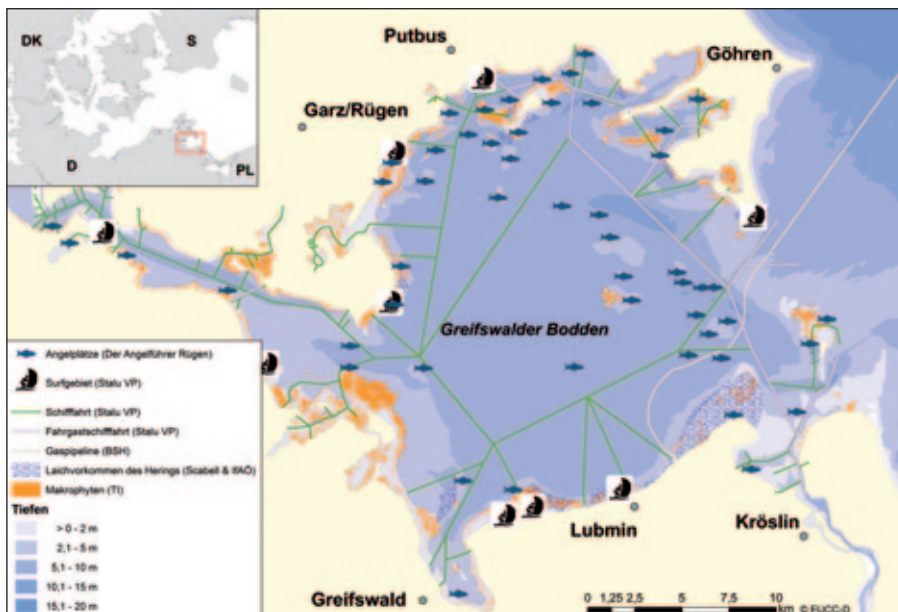 DK
S
D
PL
Putbus
Göhren
Garz/Rügen
Greifswalder Bodden
Lubmin
Kröslin
Greifswald
Angelplätze (Der Angelführer Rügen)
Surfgebiet (Stalu VP)
Schifffahrt (Stalu VP)
Fahrgastschifffahrt (Stalu VP)
Gaspipeline (BSH)
Laichvorkommen des Herings (Scabell & IfAÖ)
Makrophyten (TI)
Tiefen
> 0 - 2 m
2,1 - 5 m
5,1 - 10 m
10,1 - 15 m
15,1 - 20 m
0 1,25 2,5 5 7,5 10
km © EUCC-D